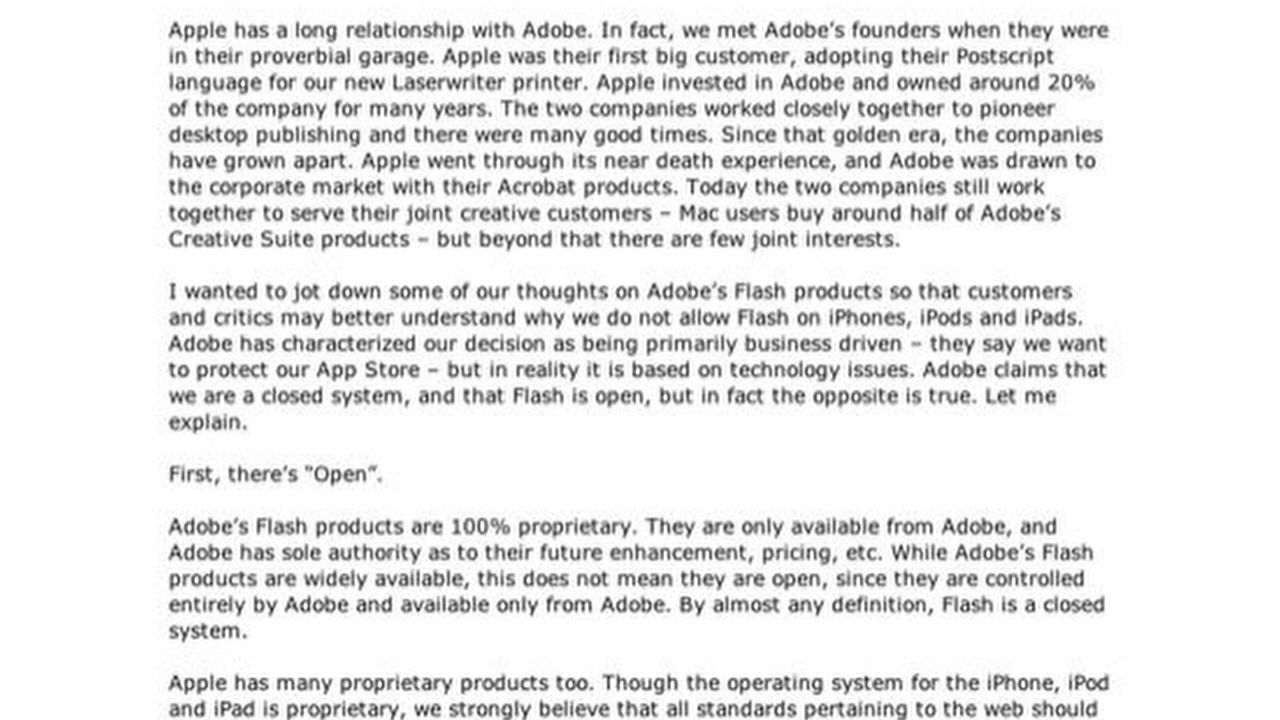 Apple has a long relationship with Adobe. In fact, we met Adobe's founders when they were
in their proverbial garage. Apple was their first big customer, adopting their Postscript
language for our new Laserwriter printer. Apple invested in Adobe and owned around 20%
of the company for many years. The two companies worked closely together to pioneer
desktop publishing and there were many good times. Since that golden era, the companies
have grown apart. Apple went through its near death experience, and Adobe was drawn to
the corporate market with their Acrobat products. Today the two companies still work
together to serve their joint creative customers – Mac users buy around half of Adobe's
Creative Suite products – but beyond that there are few joint interests.
I wanted to jot down some of our thoughts on Adobe's Flash products so that customers
and critics may better understand why we do not allow Flash on iPhones, iPods and iPads.
Adobe has characterized our decision as being primarily business driven – they say we want
to protect our App Store – but in reality it is based on technology issues. Adobe claims that
we are a closed system, and that Flash is open, but in fact the opposite is true. Let me
explain.
First, there's "Open".
Adobe's Flash products are 100% proprietary. They are only available from Adobe, and
Adobe has sole authority as to their future enhancement, pricing, etc. While Adobe's Flash
products are widely available, this does not mean they are open, since they are controlled
entirely by Adobe and available only from Adobe. By almost any definition, Flash is a closed
system.
Apple has many proprietary products too. Though the operating system for the iPhone, iPod
and iPad is proprietary, we strongly believe that all standards pertaining to the web should